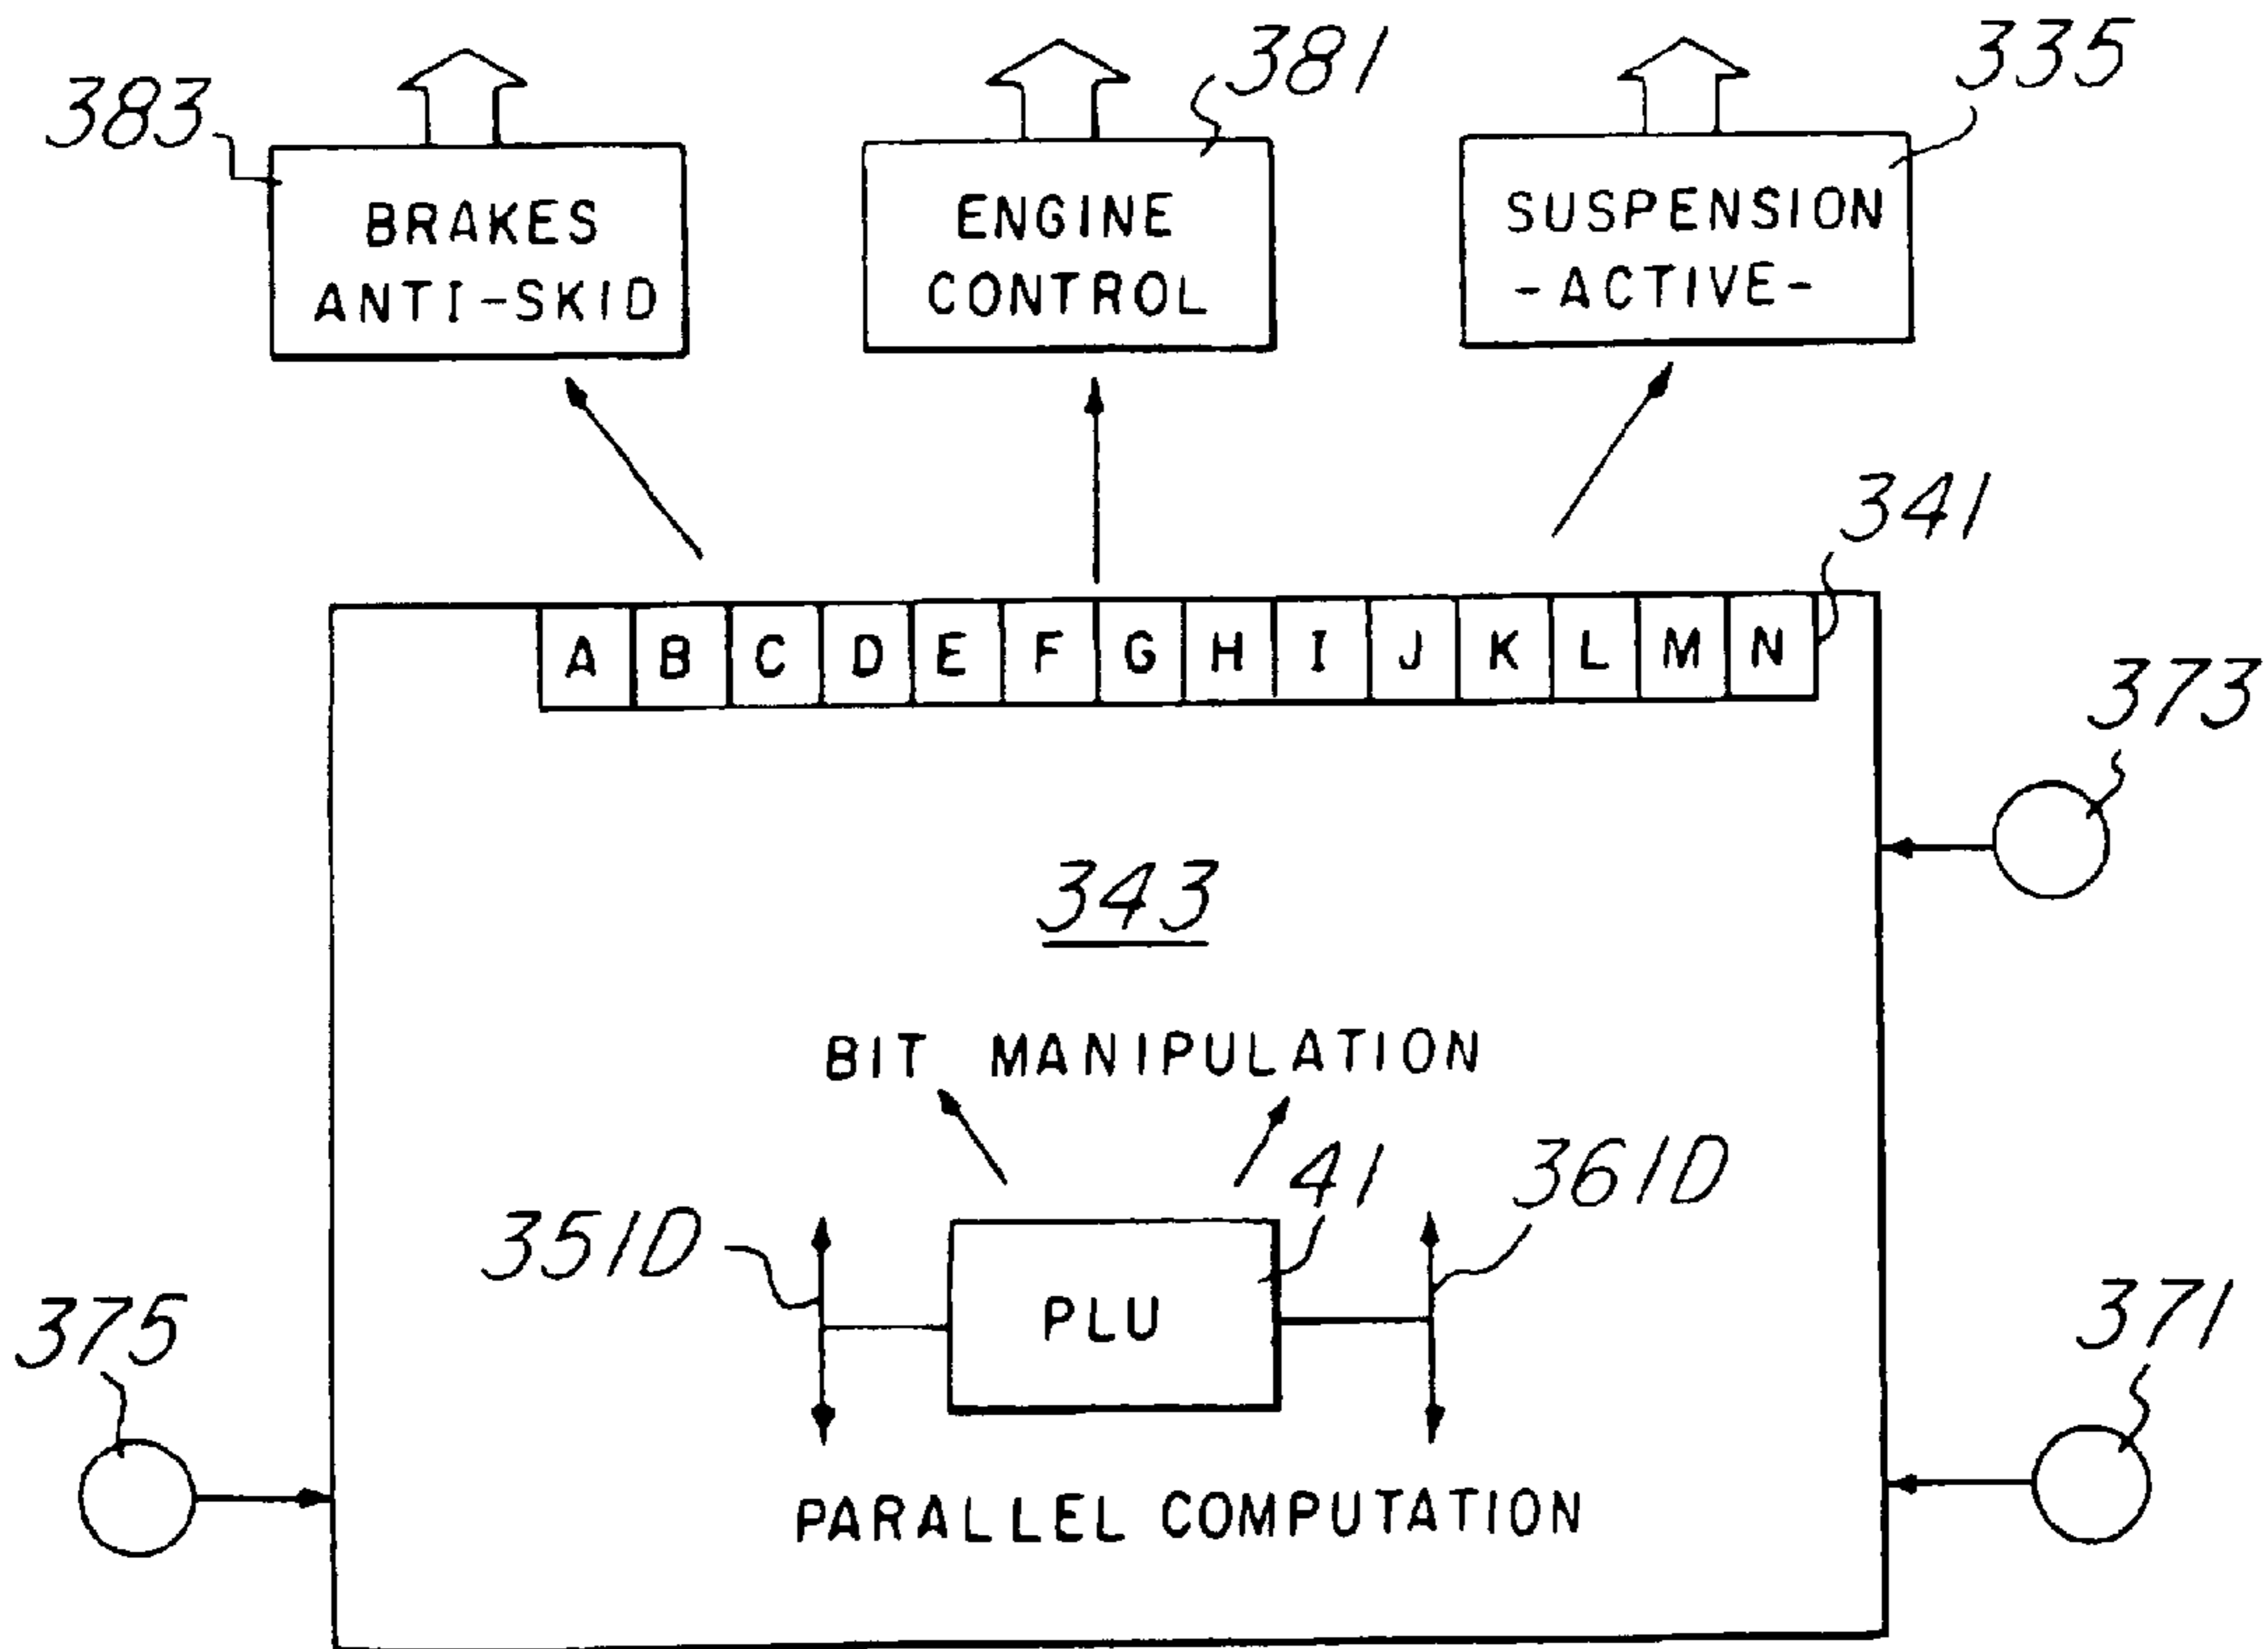 383
381
335
BRAKES
ANTI-SKID
ENGINE
CONTROL
SUSPENSION
-ACTIVE-
341
A B C D E F G H I J K L M N
373
343
BIT MANIPULATION
351D
41
361D
PLU
375
371
PARALLEL COMPUTATION